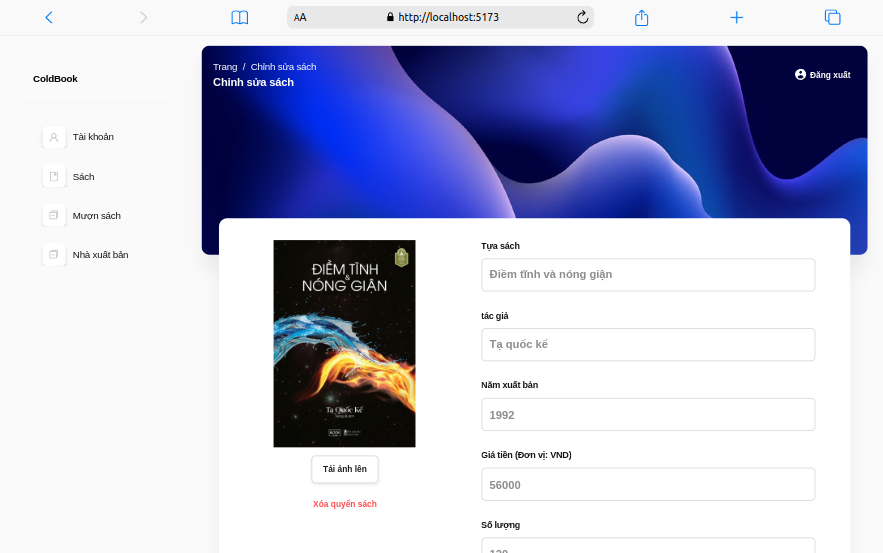 AA
http://localhost:5173
ColdBook
Tài khoản
Sách
Mượn sách
Nhà xuất bản
Trang / Chỉnh sửa sách
Chỉnh sửa sách
Đăng xuất
ĐIỀM TĨNH
&
NÓNG GIẬN
Tạ Quốc Kế
Tải ảnh lên
Xóa quyển sách
Tựa sách
Điềm tĩnh và nóng giận
tác giả
Tạ quốc kế
Năm xuất bản
1992
Giá tiền (Đơn vị: VND)
56000
Số lượng